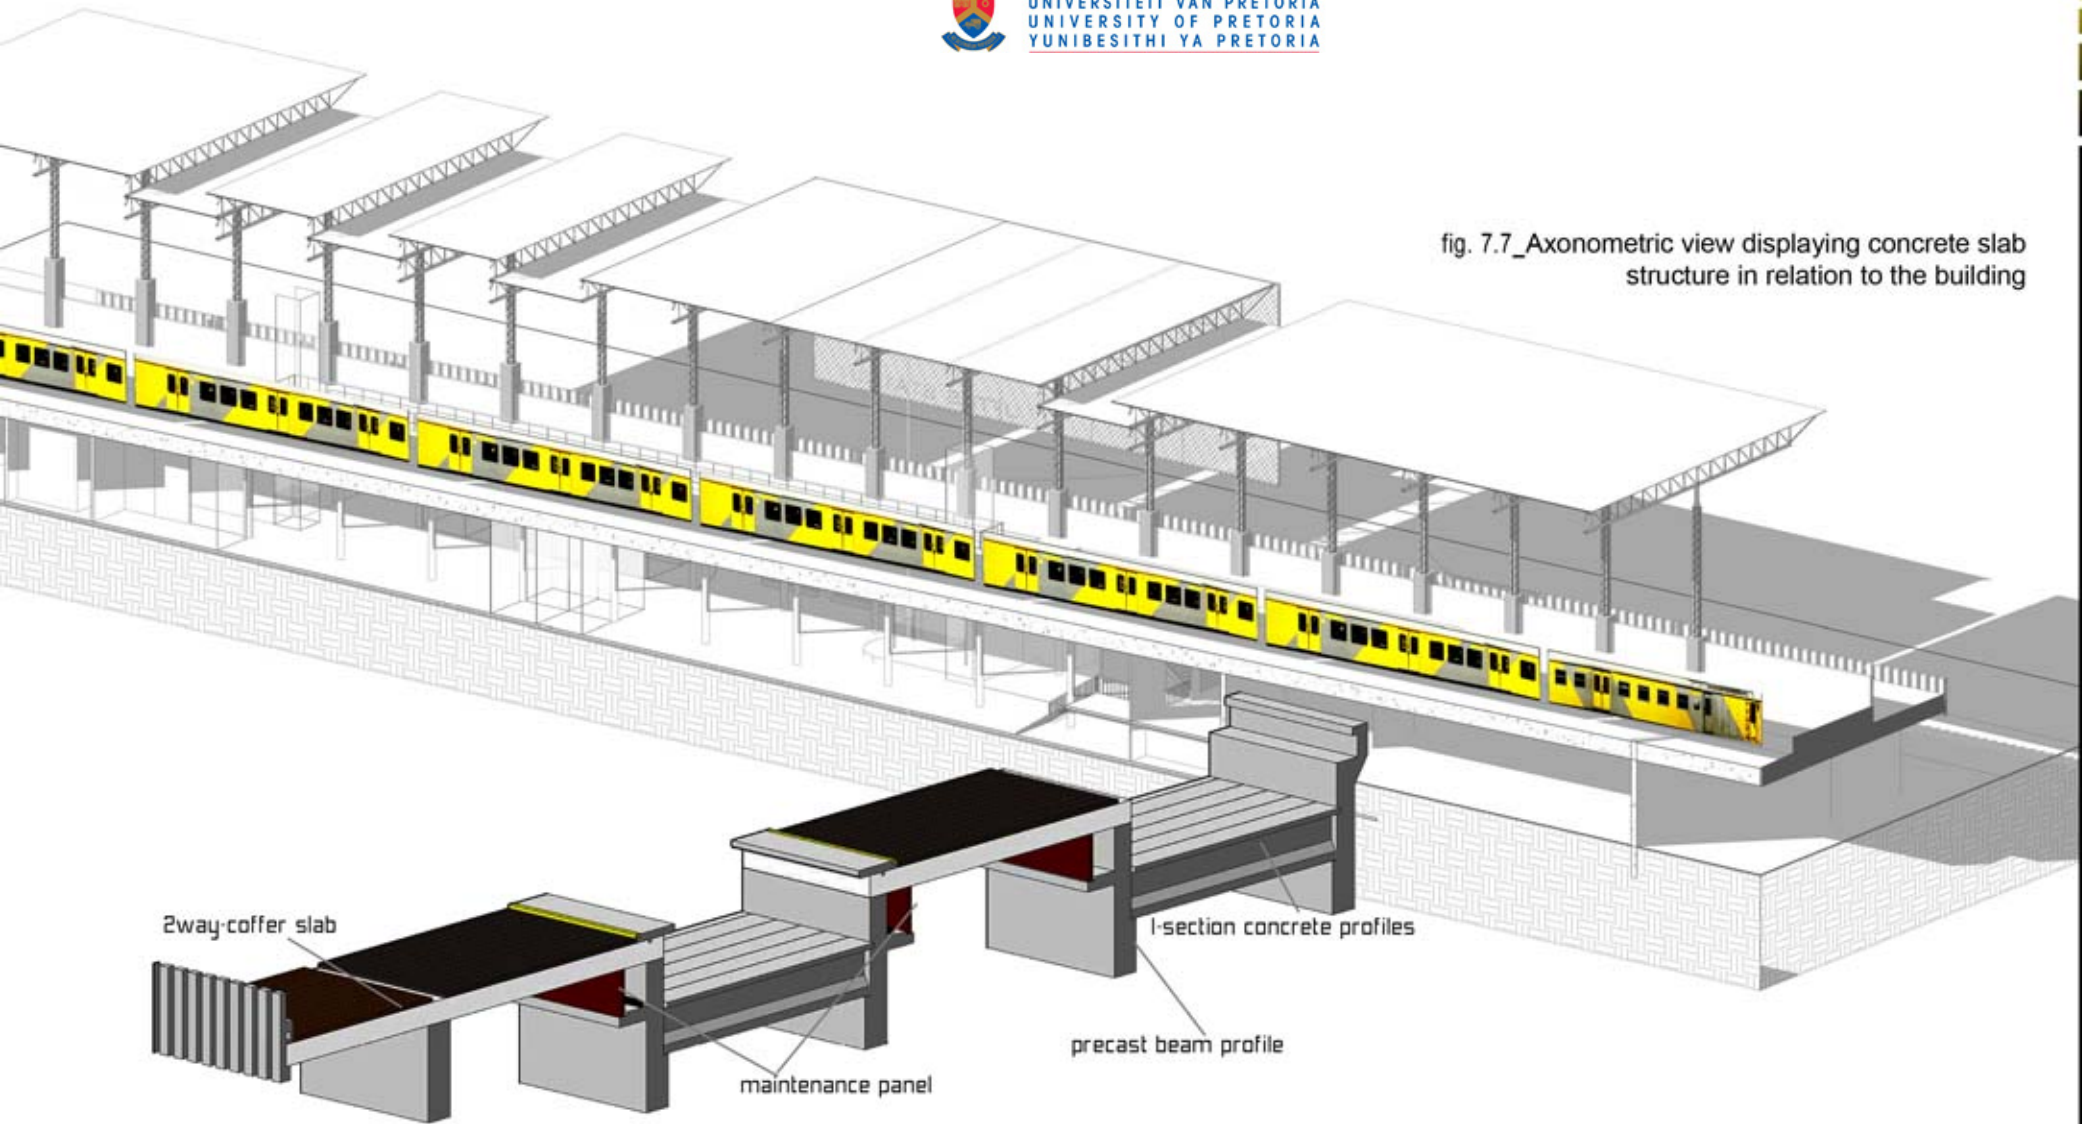 UNIVERSITEIT VAN PRETORIA
UNIVERSITY OF PRETORIA
YUNIBESITHI YA PRETORIA
fig. 7.7_Axonometric view displaying concrete slab
structure in relation to the building
2way-coffer slab
I-section concrete profiles
precast beam profile
maintenance panel